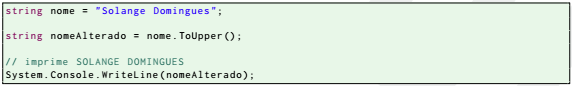 string nome = "Solange Domingues";
string nomeAlterado = nome.ToUpper();
// imprime SOLANGE DOMINGUES
System.Console.WriteLine(nomeAlterado);